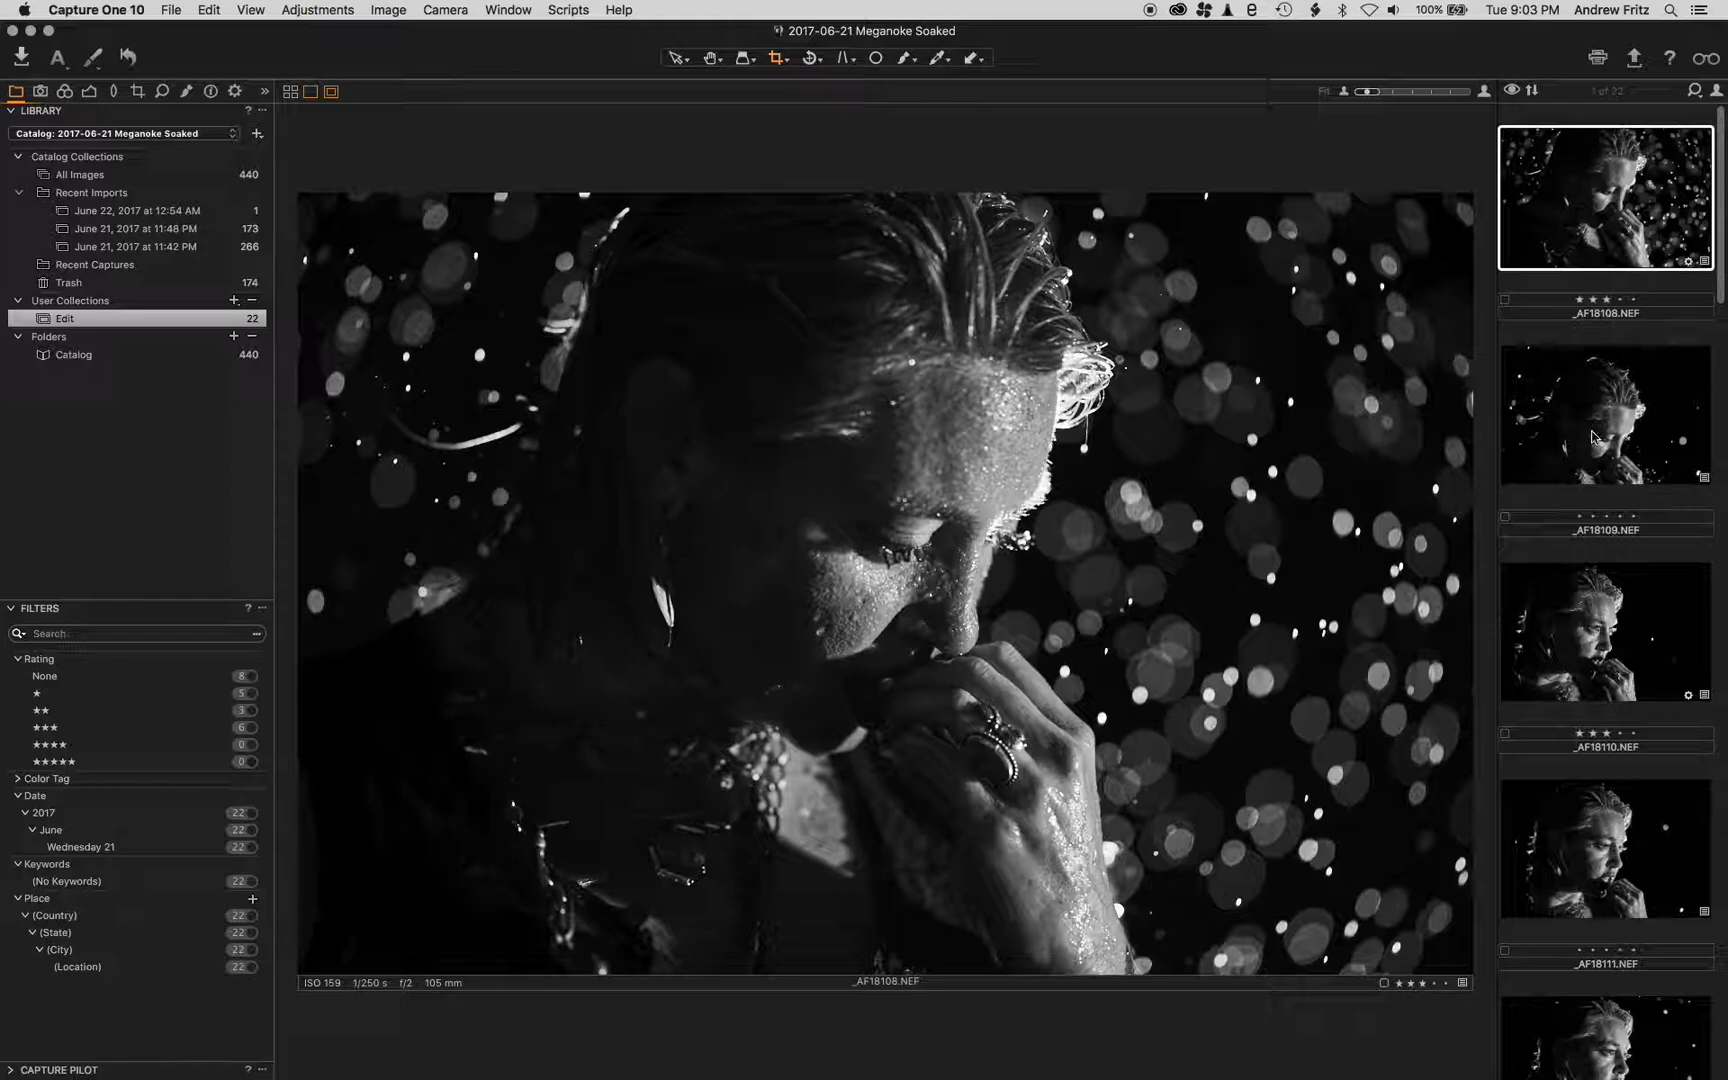 Capture One 10 File Edit View Adjustments Image Camera Window Scripts Help 100% Tue 9:03 PM Andrew Fritz
2017-06-21 Meganoke Soaked
LIBRARY ? ...
Fit
1 of 22
Catalog: 2017-06-21 Meganoke Soaked
Catalog Collections
All Images 440
Recent Imports
June 22, 2017 at 12:54 AM 1
June 21, 2017 at 11:48 PM 173
June 21, 2017 at 11:42 PM 266
Recent Captures
Trash 174
User Collections
Edit 22
Folders
Catalog 440
_AF18108.NEF
_AF18109.NEF
_AF18110.NEF
_AF18111.NEF
FILTERS ? ...
Search...
Rating
None 8
★ 5
★★ 3
★★★ 6
★★★★ 0
★★★★★ 0
Color Tag
Date
2017 22
June 22
Wednesday 21 22
Keywords
(No Keywords) 22
Place
(Country) 22
(State) 22
(City) 22
(Location) 22
ISO 159 1/250 s f/2 105 mm _AF18108.NEF
CAPTURE PILOT ? ...